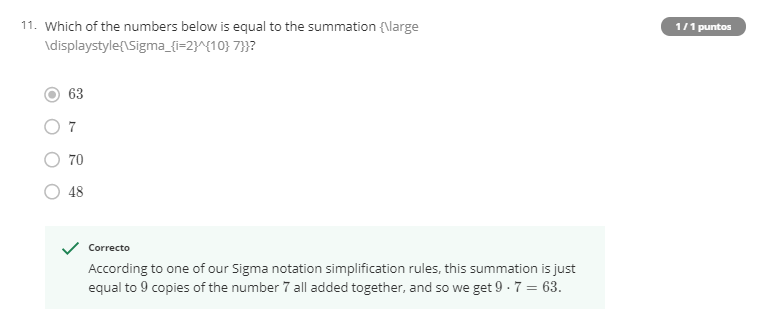 11. Which of the numbers below is equal to the summation {\large
\displaystyle{\Sigma_{i=2}^{10} 7}}?
1 / 1 puntos
63
7
70
48
Correcto
According to one of our Sigma notation simplification rules, this summation is just
equal to 9 copies of the number 7 all added together, and so we get 9 · 7 = 63.